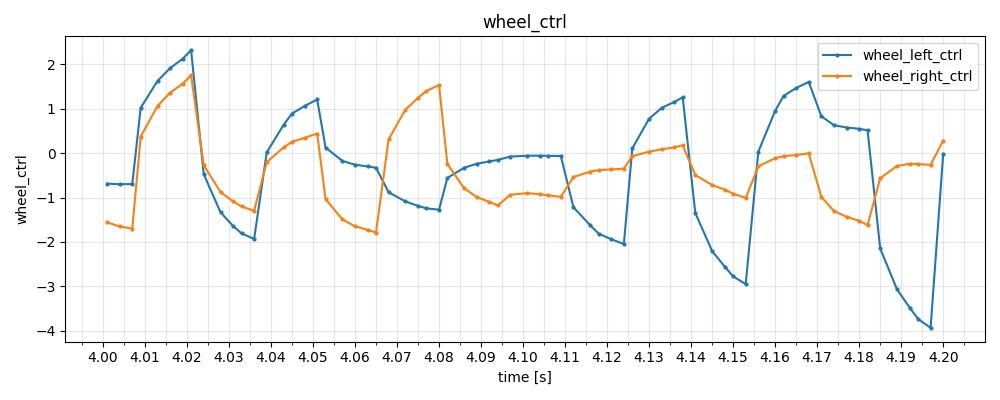 wheel_ctrl
wheel_left_ctrl
wheel_right_ctrl
wheel_ctrl
2
1
0
−1
−2
−3
−4
4.00 4.01 4.02 4.03 4.04 4.05 4.06 4.07 4.08 4.09 4.10 4.11 4.12 4.13 4.14 4.15 4.16 4.17 4.18 4.19 4.20
time [s]